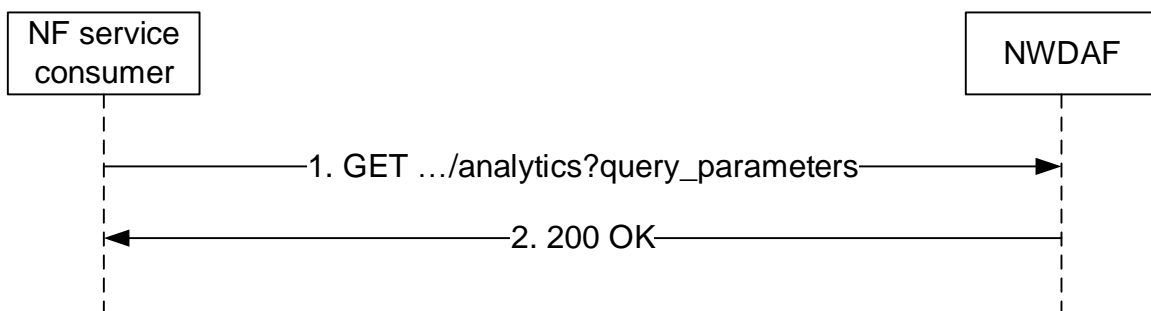 NF service
consumer
NWDAF
1. GET …/analytics?query_parameters
2. 200 OK